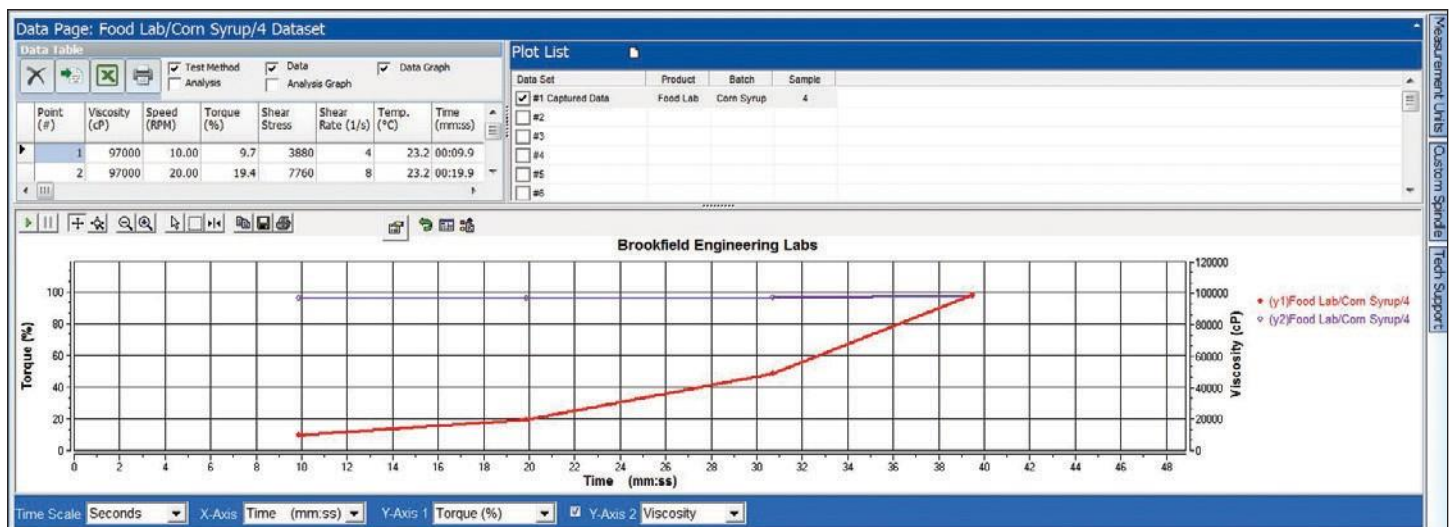 Data Page: Food Lab/Corn Syrup/4 Dataset
Data Table
Test Method Data Data Graph
Analysis Analysis Graph
Point (#) Viscosity (cP) Speed (RPM) Torque (%) Shear Stress Shear Rate (1/s) Temp. (°C) Time (mm:ss)
1 97000 10.00 9.7 3880 4 23.2 00:09.9
2 97000 20.00 19.4 7760 8 23.2 00:19.9
Plot List
Data Set Product Batch Sample
#1 Captured Data Food Lab Corn Syrup 4
#2
#3
#4
#5
#6
Measurement Units
Custom Spindle
Tech Support
Brookfield Engineering Labs
Torque (%)
100
80
60
40
20
0
0 2 4 6 8 10 12 14 16 18 20 22 24 26 28 30 32 34 36 38 40 42 44 46 48
Time (mm:ss)
120000
100000
80000
60000
40000
20000
0
Viscosity (cP)
(y1)Food Lab/Corn Syrup/4
(y2)Food Lab/Corn Syrup/4
Time Scale Seconds X-Axis Time (mm:ss) Y-Axis 1 Torque (%) Y-Axis 2 Viscosity